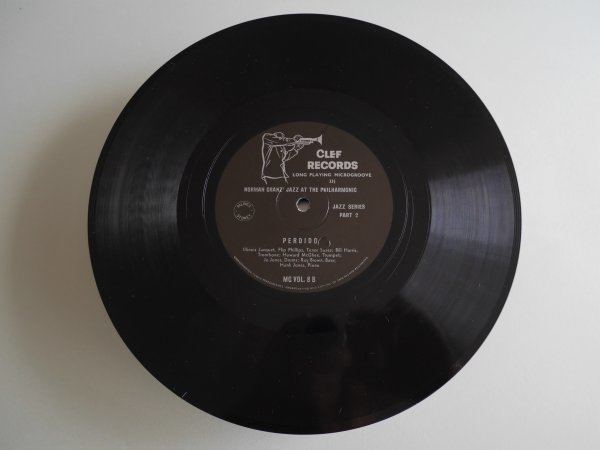 CLEF
RECORDS
LONG PLAYING MICROGROOVE
33⅓
NORMAN GRANZ' JAZZ AT THE PHILHARMONIC
JAZZ SERIES
PART 2
PERDIDO
Illinois Jacquet, Flip Phillips, Tenor Saxes; Bill Harris,
Trombone; Howard McGhee, Trumpet;
Jo Jones, Drums; Ray Brown, Bass;
Hank Jones, Piano
MG VOL. 8 B